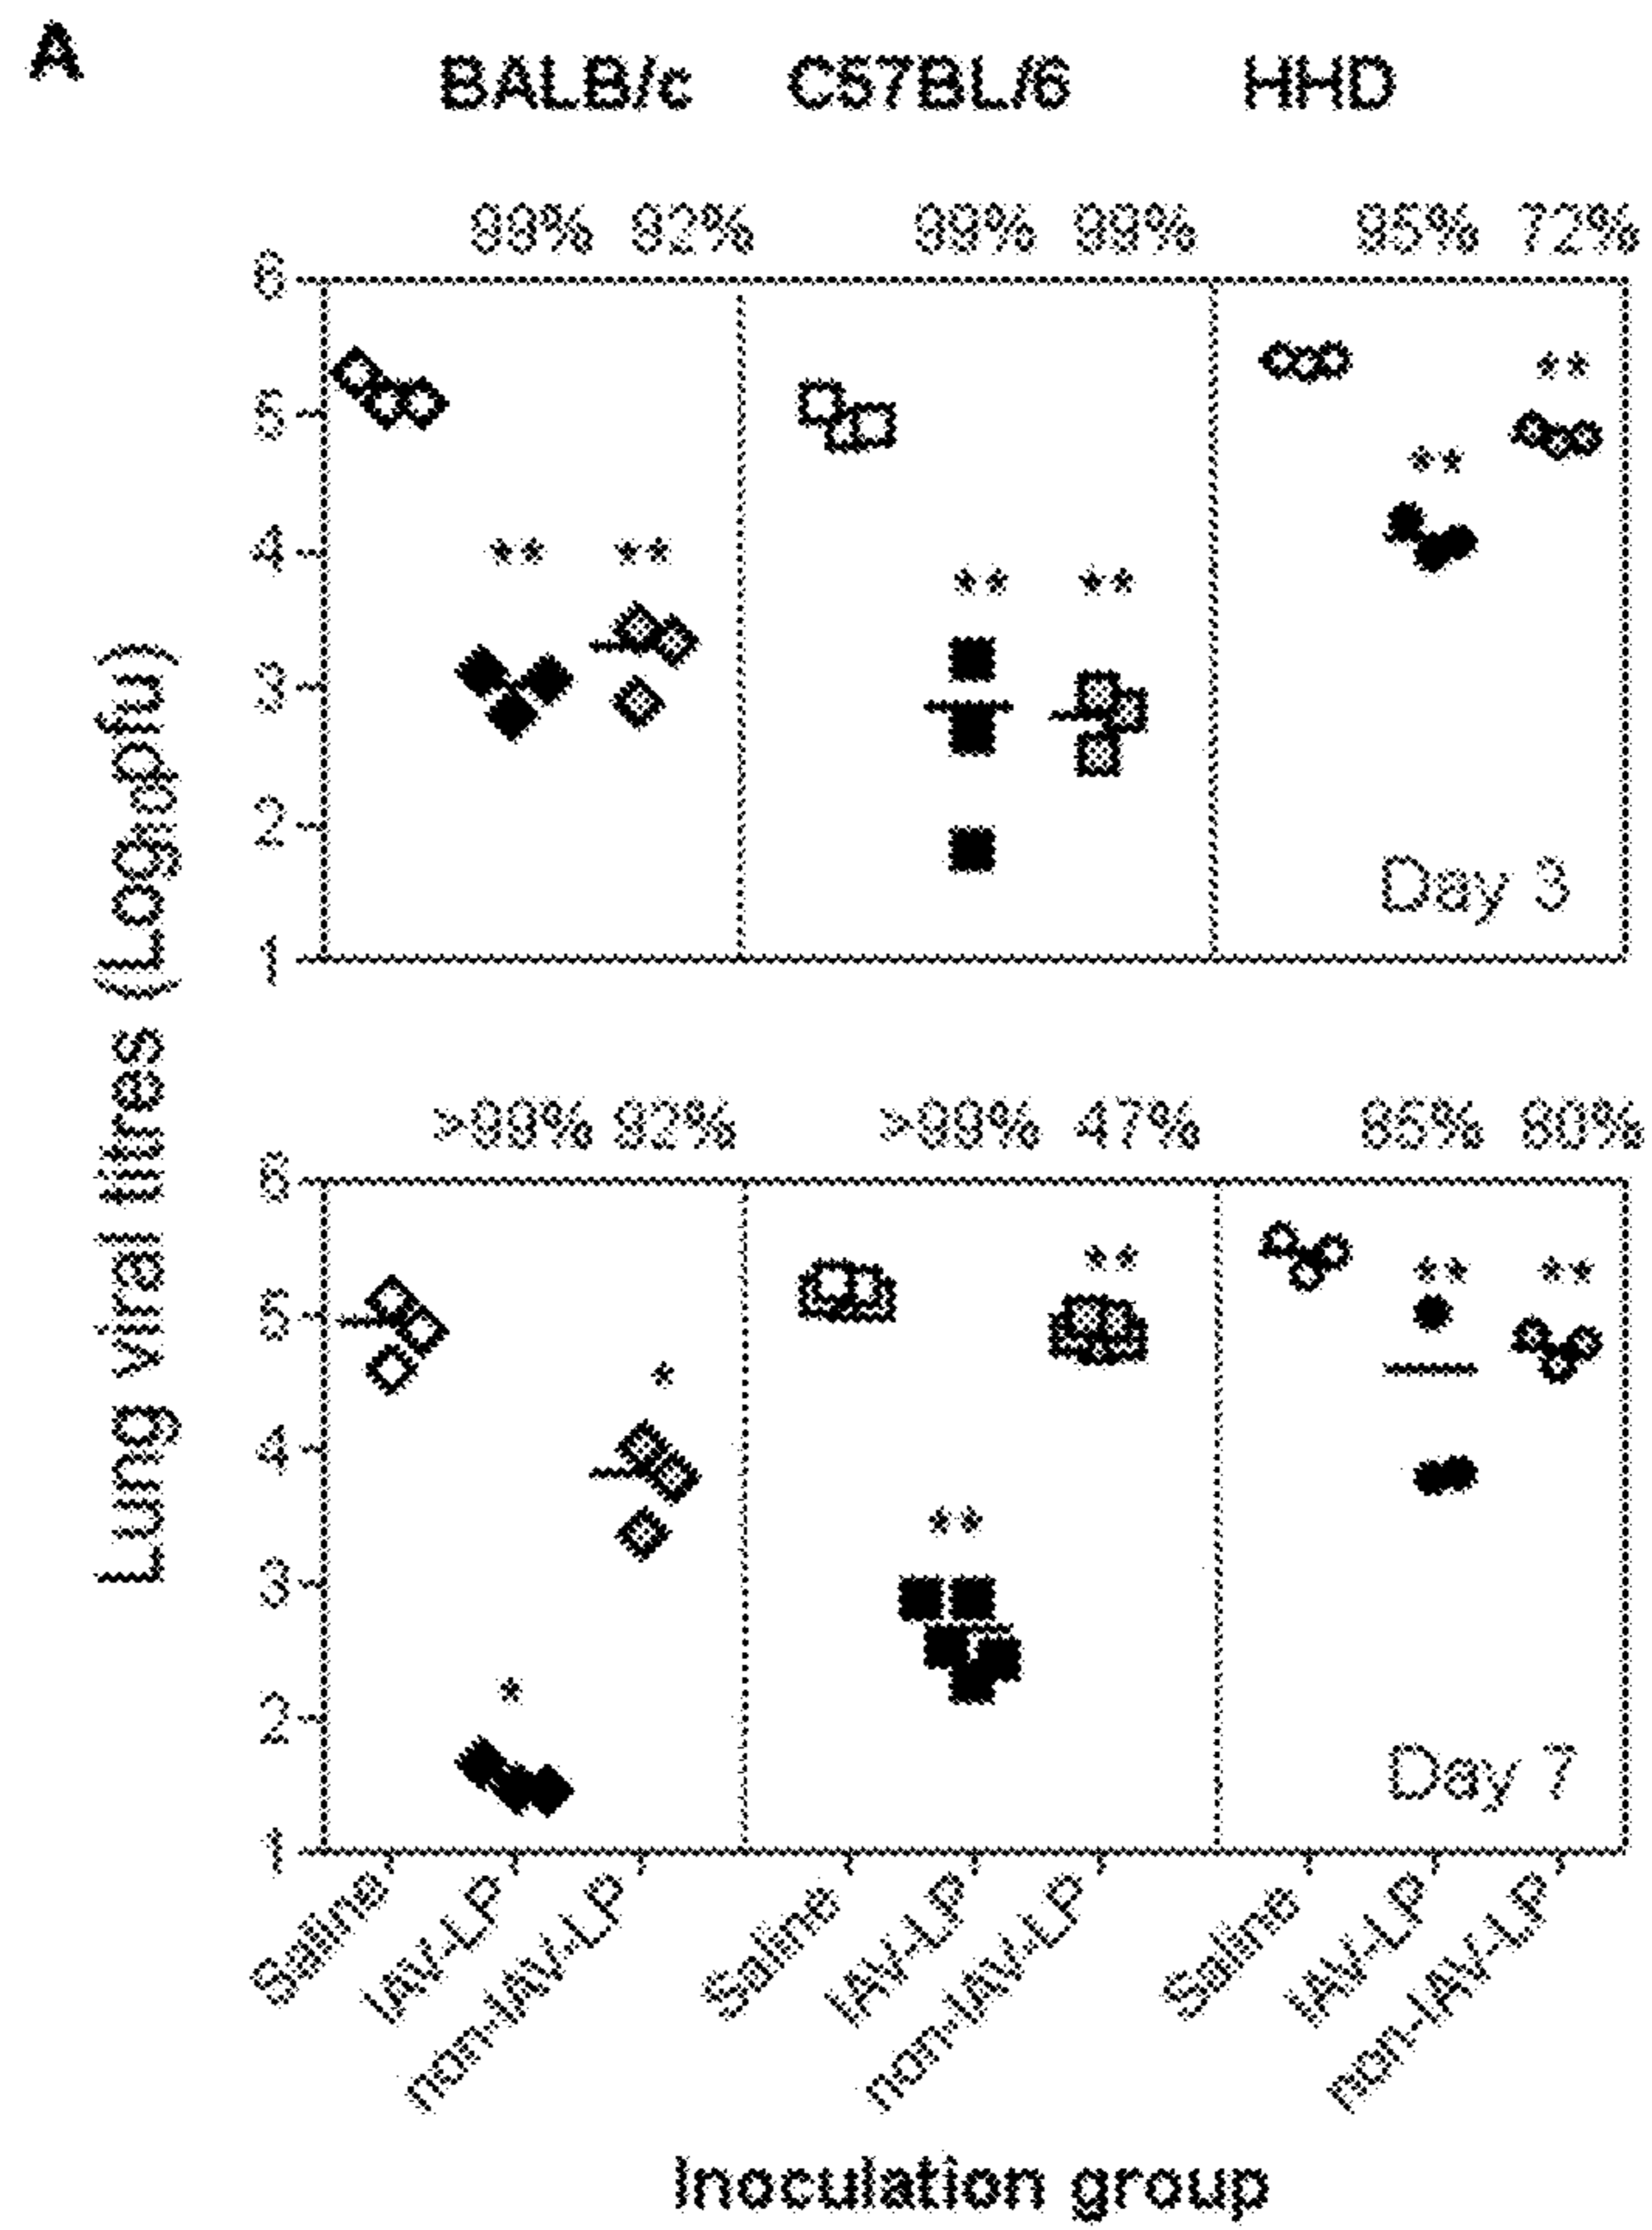 A
BALB/c C57BL/6 HHD
99% 92% 99% 99% 95% 72%
6
5
4
3
2
1
** ** ** ** ** **
Day 3
Lung viral titres (Log10pfu)
>99% 92% >99% 47% 85% 80%
6
5
4
3
2
1
* * ** ** ** **
Day 7
Saline IAV-LP non-IAV-LP Saline IAV-LP non-IAV-LP Saline IAV-LP non-IAV-LP
Inoculation group